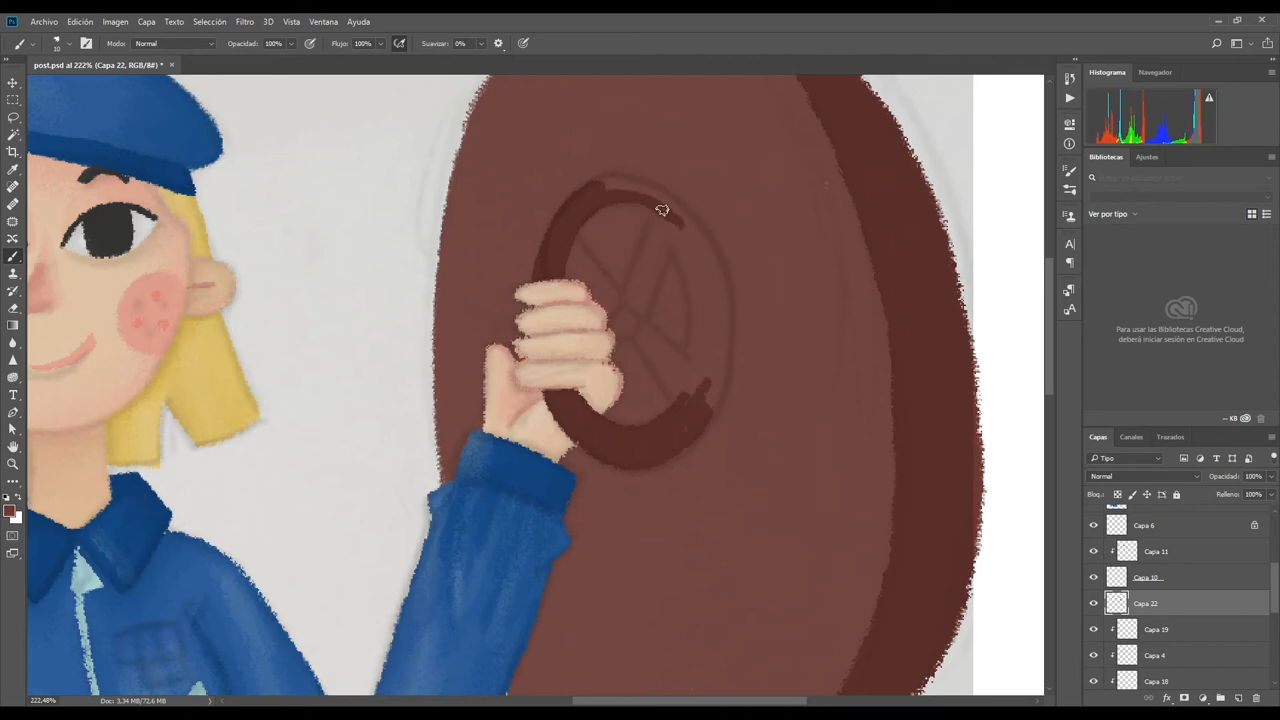 Ps Archivo Edición Imagen Capa Texto Selección Filtro 3D Vista Ventana Ayuda
10 Modo: Normal Opacidad: 100% Flujo: 100% Suavizar: 0%
post.psd al 222% (Capa 22, RGB/8#) * ×
Histograma Navegador
Bibliotecas Ajustes
Ver por tipo
Para usar las Bibliotecas Creative Cloud,
deberá iniciar sesión en Creative Cloud
-- KB
Capas Canales Trazados
Tipo
Normal Opacidad: 100%
Bloq.: Relleno: 100%
Capa 6
Capa 11
Capa 10
Capa 22
Capa 19
Capa 4
Capa 18
222,48% Doc: 3,34 MB/72,6 MB